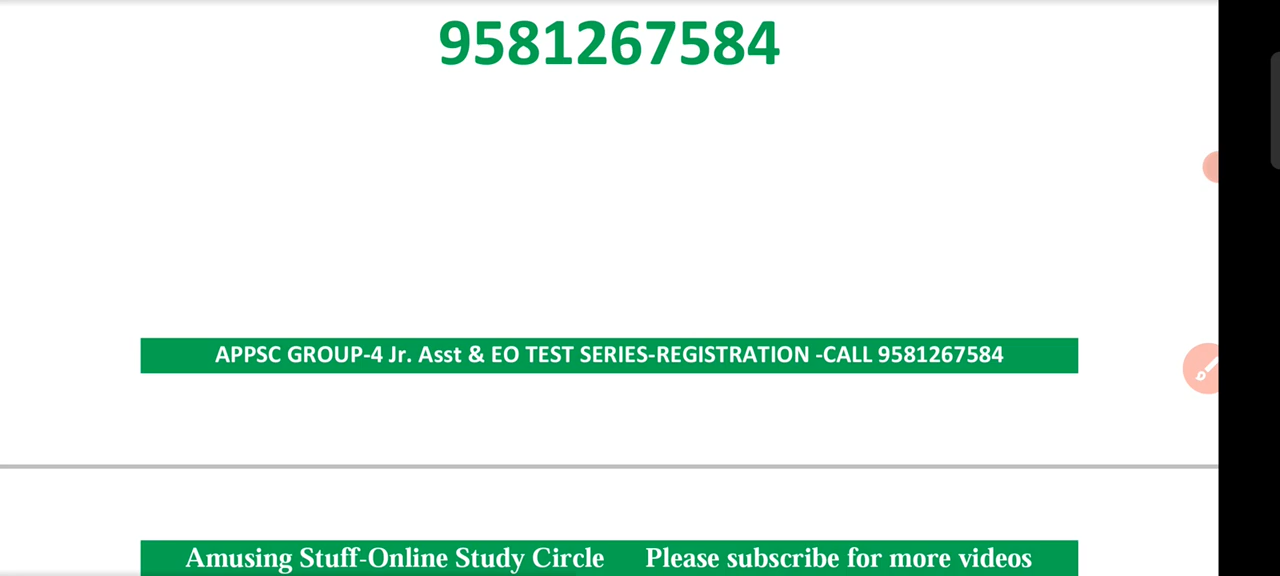 9581267584
APPSC GROUP-4 Jr. Asst & EO TEST SERIES-REGISTRATION -CALL 9581267584
Amusing Stuff-Online Study Circle Please subscribe for more videos